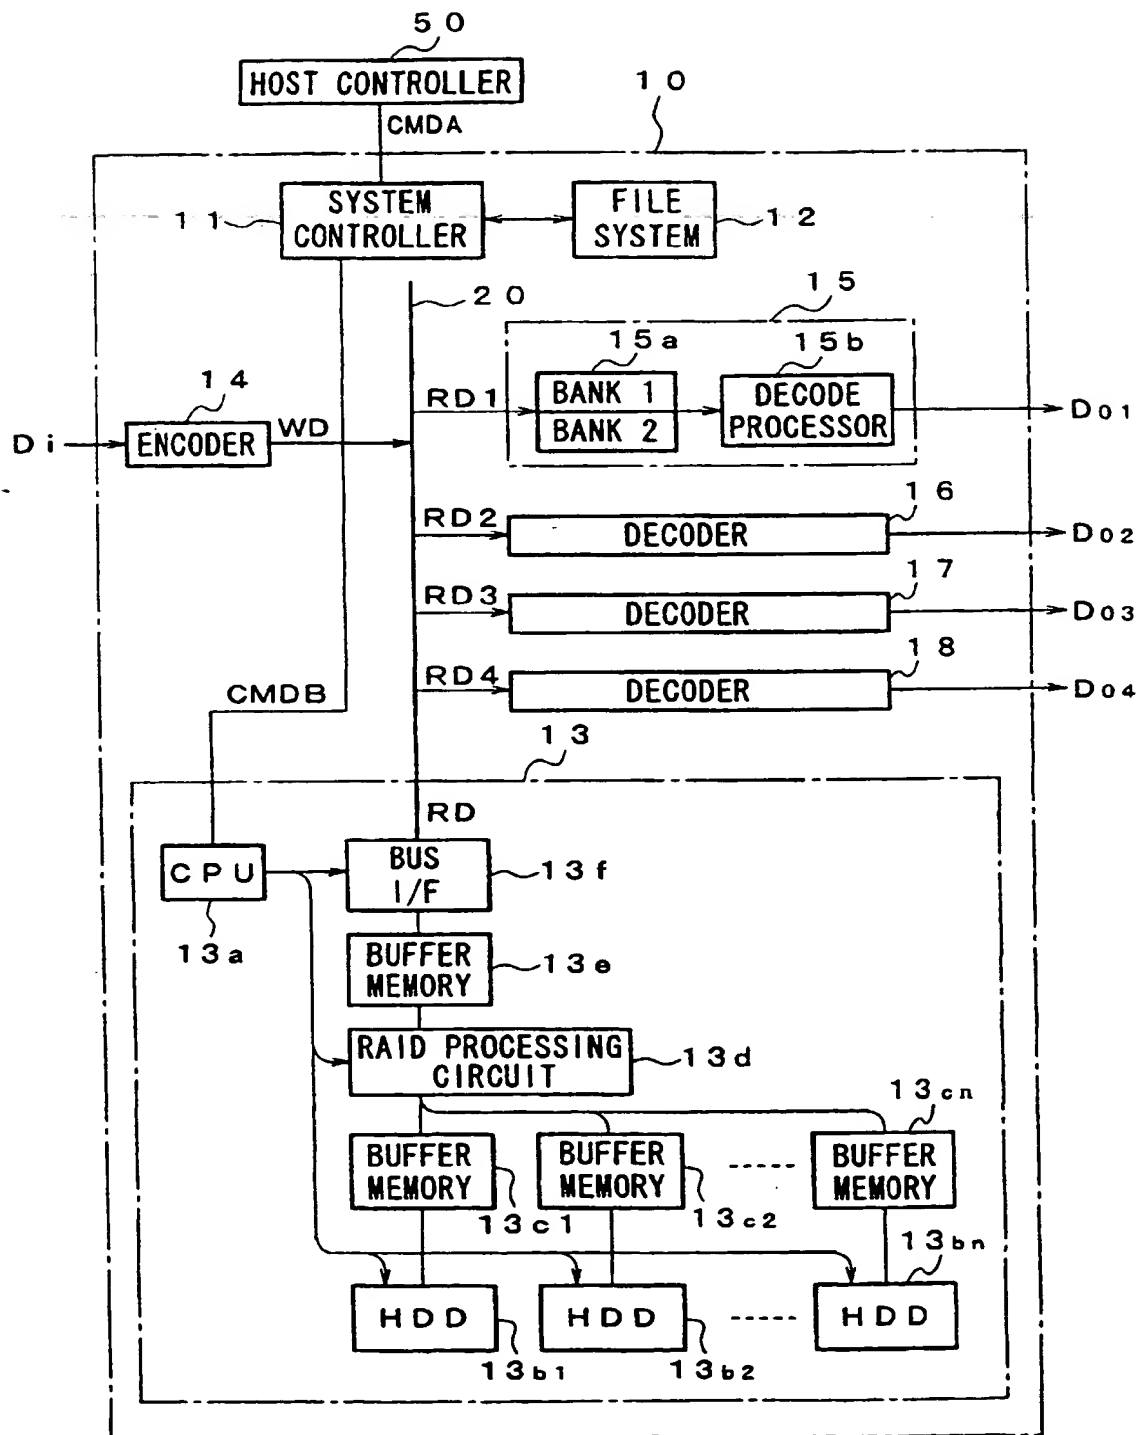 50
HOST CONTROLLER
CMDA
10
SYSTEM
CONTROLLER
11
FILE
SYSTEM
12
20
15
15a
15b
14
RD1
BANK 1
BANK 2
DECODE
PROCESSOR
Do1
Di
ENCODER
WD
16
RD2
DECODER
Do2
17
RD3
DECODER
Do3
18
RD4
DECODER
Do4
CMDB
13
RD
CPU
13a
BUS
I/F
13f
BUFFER
MEMORY
13e
RAID PROCESSING
CIRCUIT
13d
13cn
BUFFER
MEMORY
13c1
BUFFER
MEMORY
13c2
-----
BUFFER
MEMORY
13bn
HDD
13b1
HDD
13b2
-----
HDD